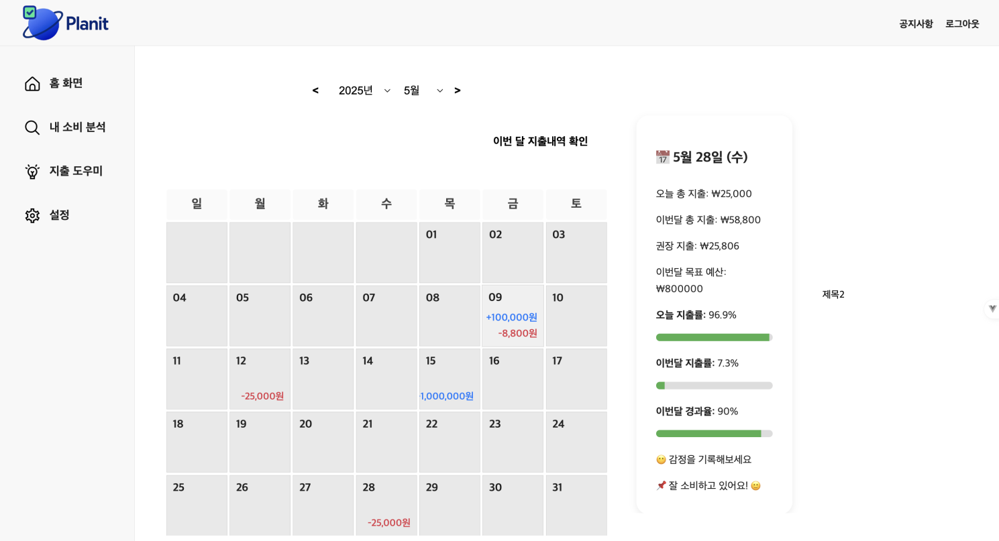 Planit
공지사항 로그아웃
홈 화면
내 소비 분석
지출 도우미
설정
< 2025년 5월 >
이번 달 지출내역 확인
일 월 화 수 목 금 토
01 02 03
04 05 06 07 08 09 10
+100,000원
-8,800원
11 12 13 14 15 16 17
-25,000원 1,000,000원
18 19 20 21 22 23 24
25 26 27 28 29 30 31
-25,000원
17 5월 28일 (수)
오늘 총 지출: ₩25,000
이번달 총 지출: ₩58,800
권장 지출: ₩25,806
이번달 목표 예산:
₩800000
오늘 지출률: 96.9%
이번달 지출률: 7.3%
이번달 경과율: 90%
😶 감정을 기록해보세요
📌 잘 소비하고 있어요! 😀
제목2